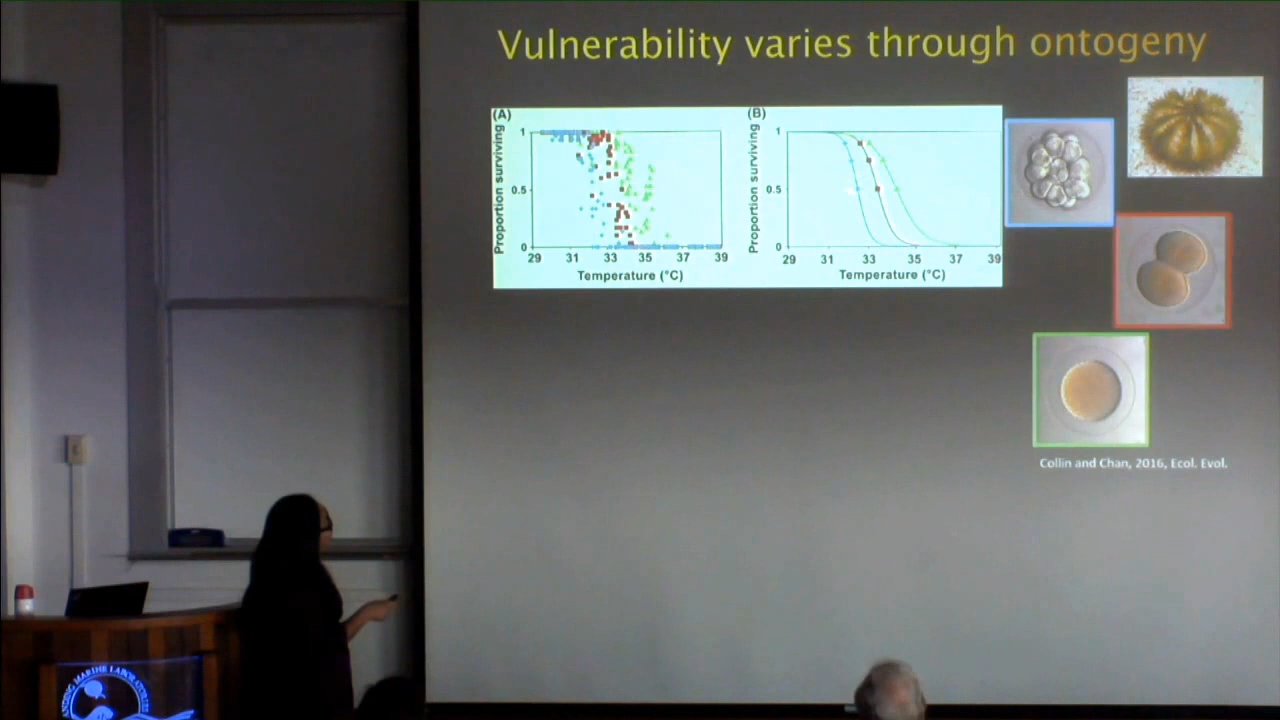 Vulnerability varies through ontogeny
(A)
Proportion surviving
1
0.5
0
29 31 33 35 37 39
Temperature (°C)
(B)
Proportion surviving
1
0.5
0
29 31 33 35 37 39
Temperature (°C)
Collin and Chan, 2016, Ecol. Evol.
MARINE